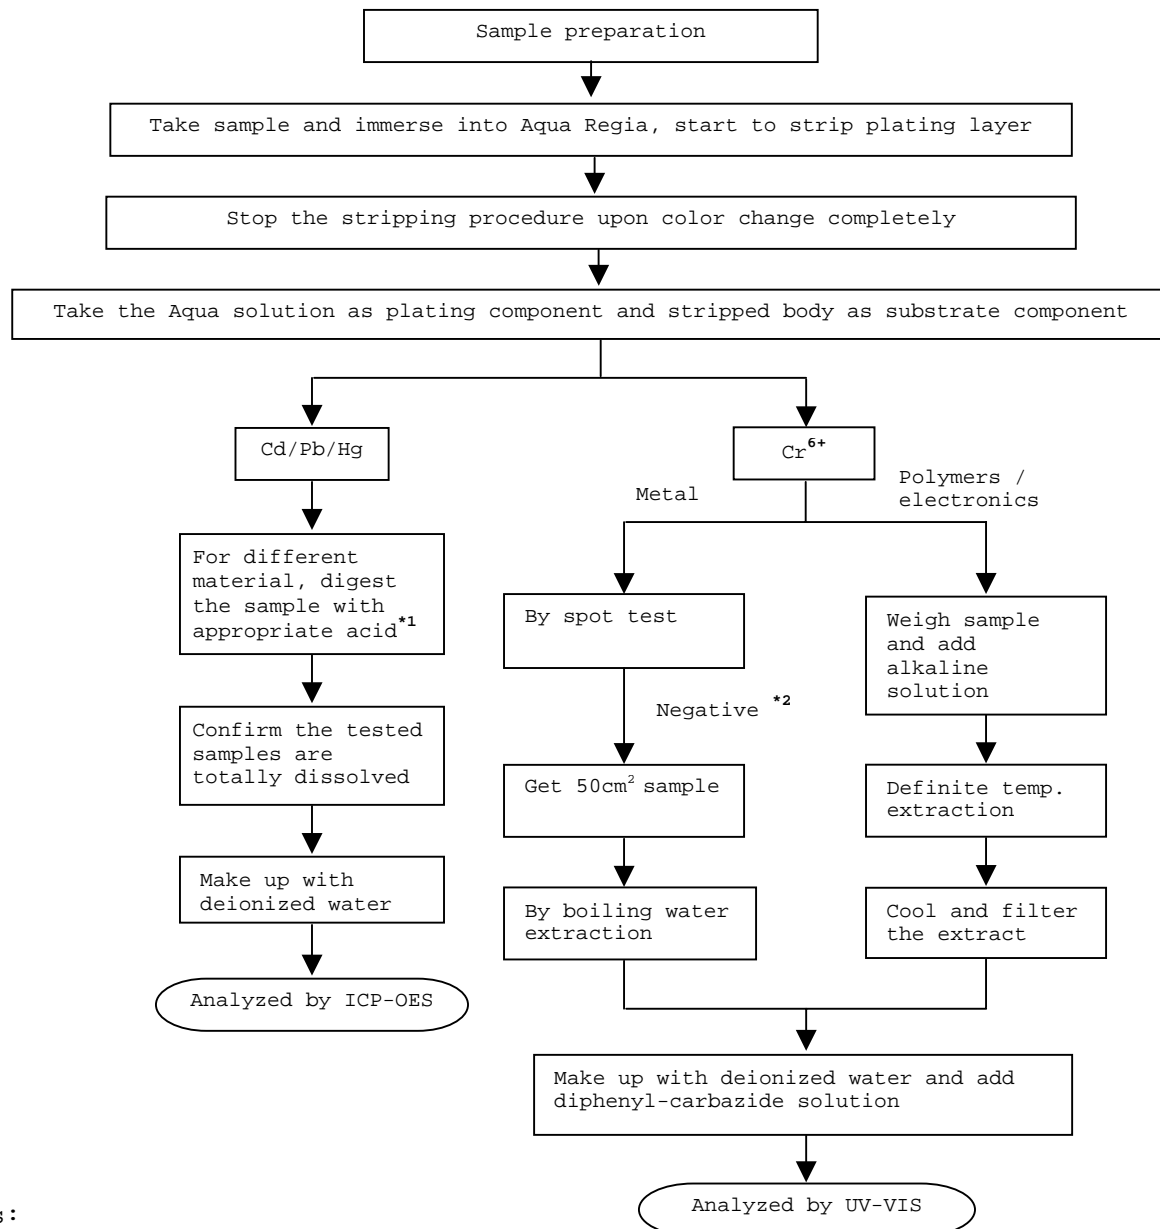 Sample preparation
Take sample and immerse into Aqua Regia, start to strip plating layer
Stop the stripping procedure upon color change completely
Take the Aqua solution as plating component and stripped body as substrate component
Cd/Pb/Hg
For different
material, digest
the sample with
appropriate acid*1
Confirm the tested
samples are
totally dissolved
Make up with
deionized water
Analyzed by ICP-OES
Cr6+
Metal
Polymers /
electronics
By spot test
Negative *2
Get 50cm2 sample
By boiling water
extraction
Weigh sample
and add
alkaline
solution
Definite temp.
extraction
Cool and filter
the extract
Make up with deionized water and add
diphenyl-carbazide solution
Analyzed by UV-VIS
s: